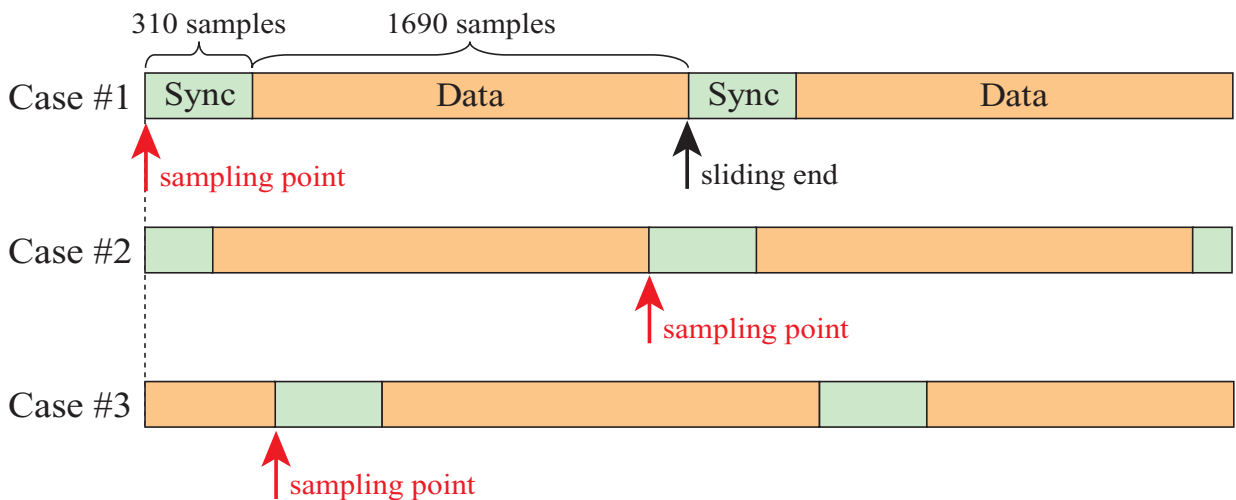 310 samples 1690 samples
Case #1 Sync Data Sync Data
sampling point sliding end
Case #2
sampling point
Case #3
sampling point